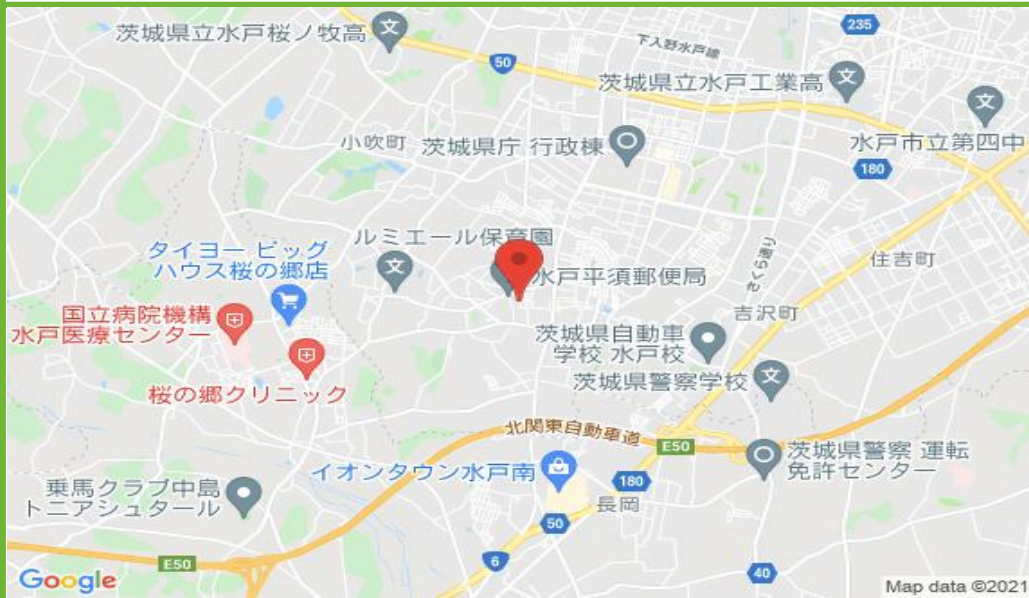 茨城県立水戸桜ノ牧高
235
下入野水戸線
50
茨城県立水戸工業高
水戸市立第四中
小吹町
茨城県庁 行政棟
180
ルミエール保育園
タイヨー ビッグ
ハウス桜の郷店
水戸平須郵便局
さくら通り
住吉町
国立病院機構
水戸医療センター
吉沢町
茨城県自動車
学校 水戸校
桜の郷クリニック
茨城県警察学校
北関東自動車道
E50
茨城県警察 運転
免許センター
イオンタウン水戸南
180
乗馬クラブ中島
トニアシュタール
長岡
50
E50
6
40
Google
Map data ©2021